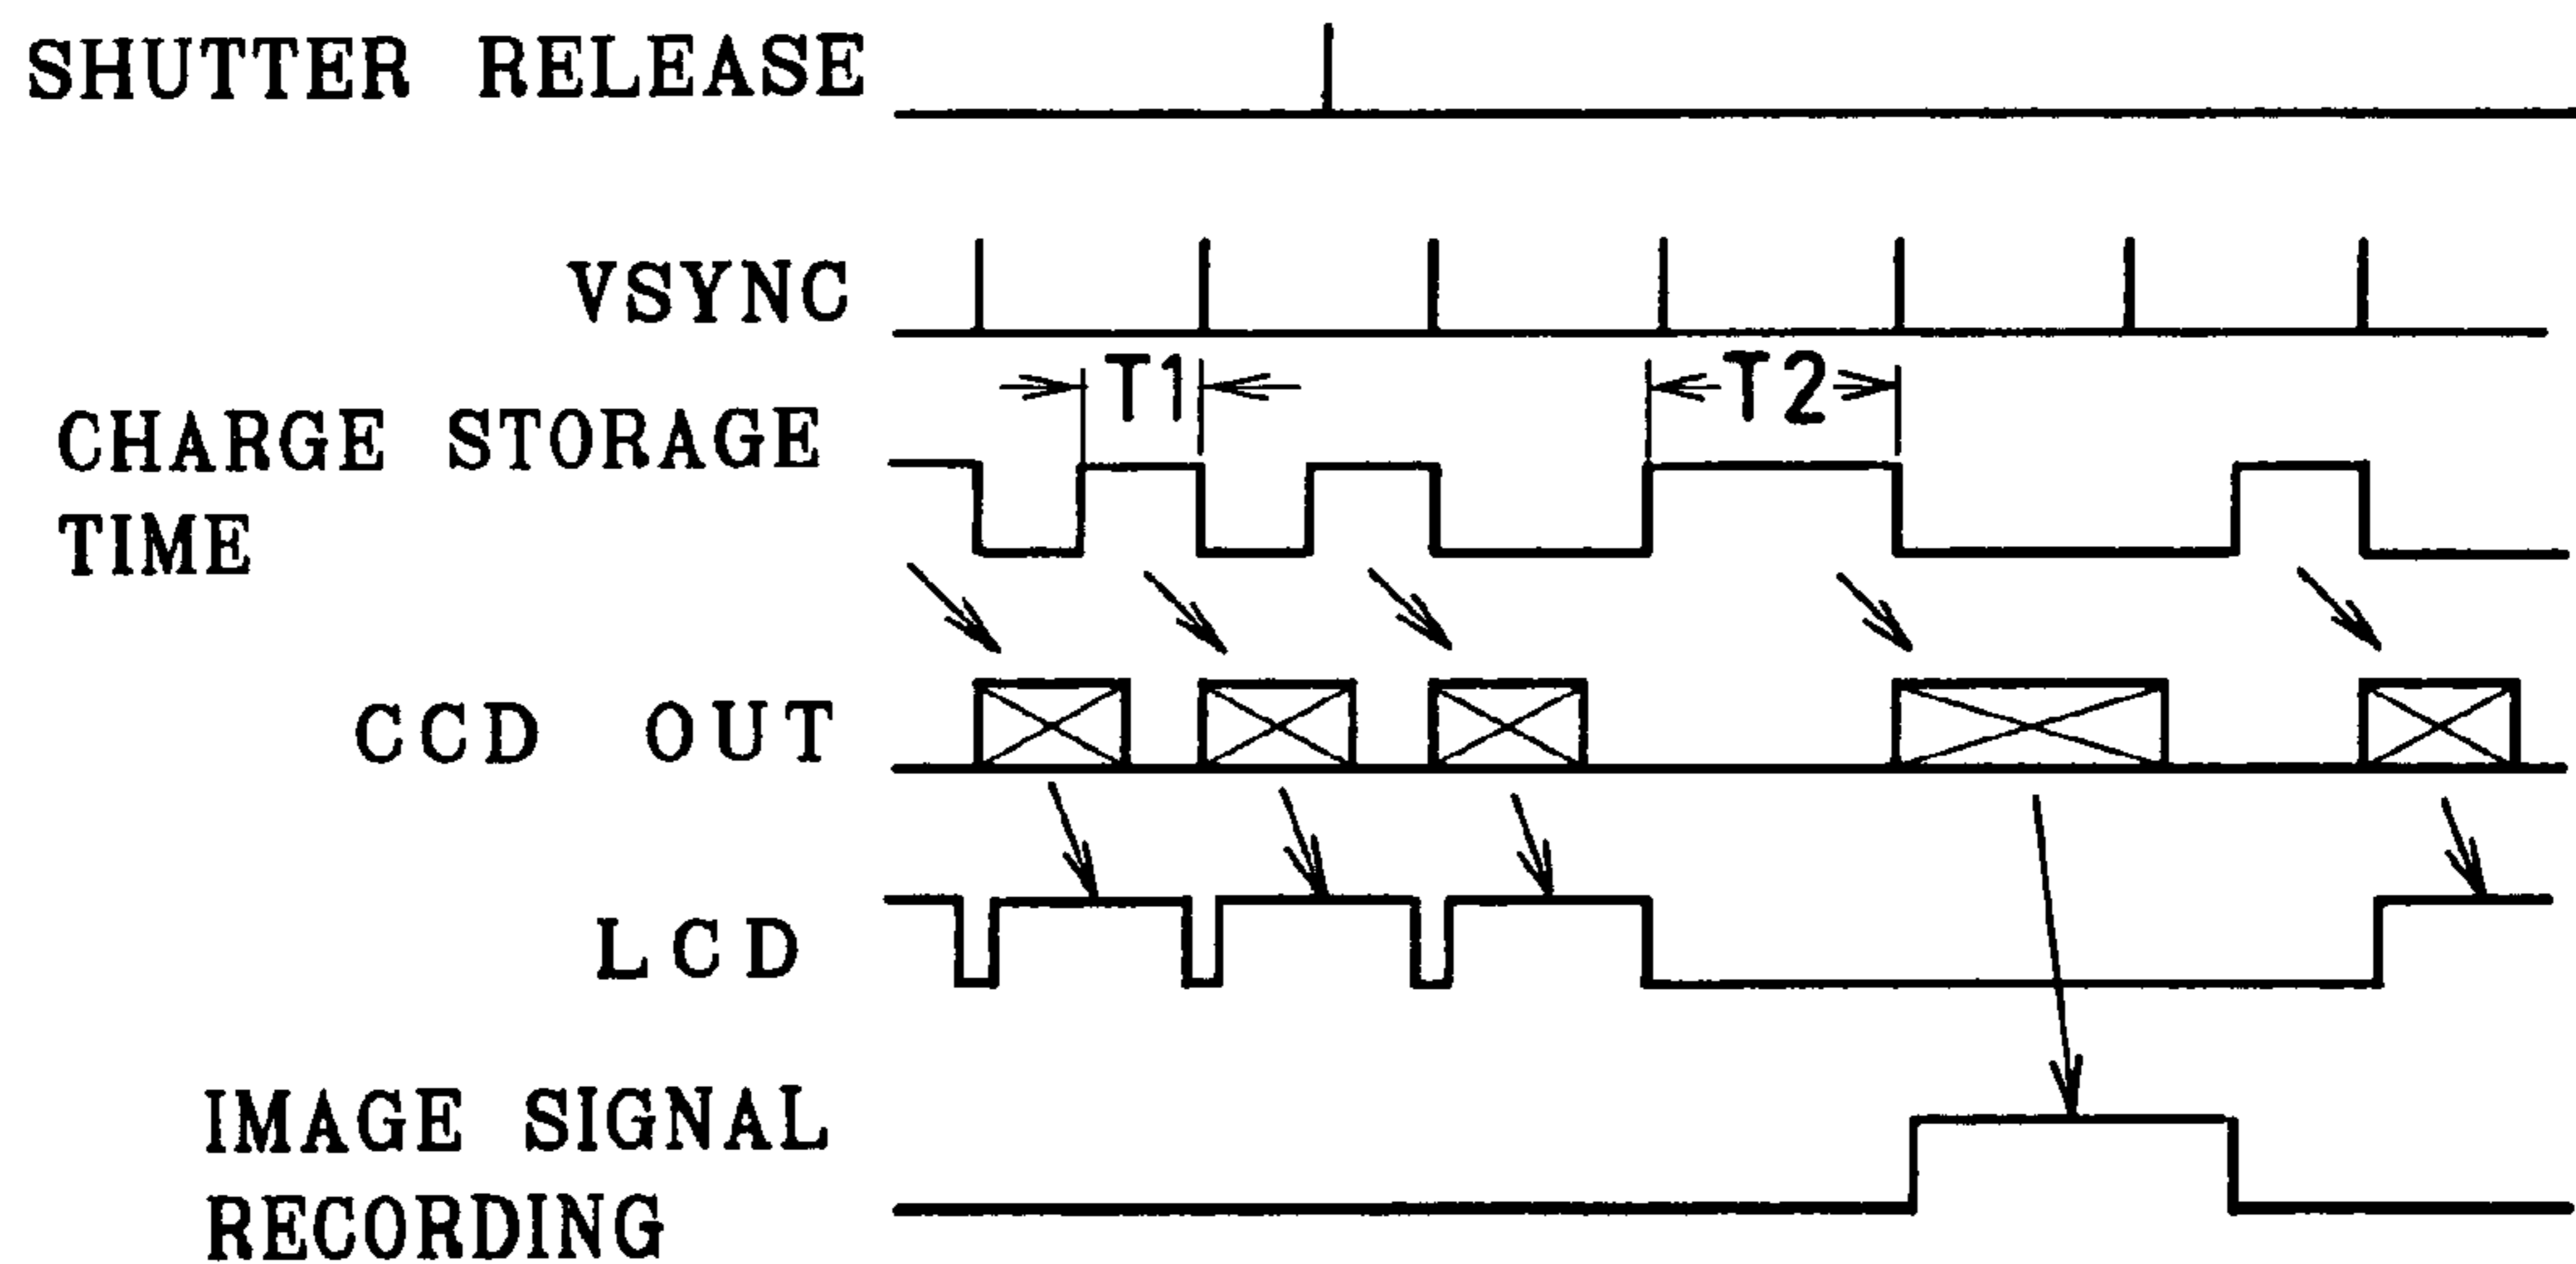 SHUTTER RELEASE
VSYNC
T1
T2
CHARGE STORAGE
TIME
CCD OUT
LCD
IMAGE SIGNAL
RECORDING